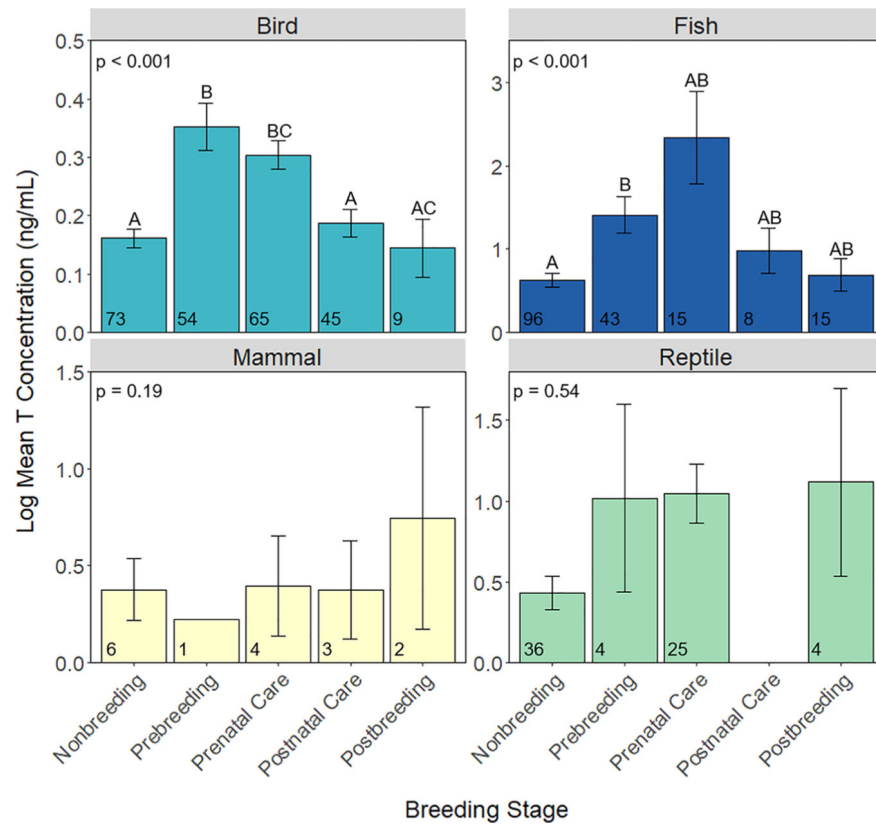 Bird
Fish
Log Mean T Concentration (ng/mL)
0.5
0.4
0.3
0.2
0.1
0.0
p < 0.001
A
B
BC
A
AC
73
54
65
45
9
3
2
1
0
p < 0.001
A
B
AB
AB
AB
96
43
15
8
15
Mammal
Reptile
1.5
1.0
0.5
0.0
p = 0.19
6
1
4
3
2
1.5
1.0
0.5
0.0
p = 0.54
36
4
25
4
Nonbreeding
Prebreeding
Prenatal Care
Postnatal Care
Postbreeding
Nonbreeding
Prebreeding
Prenatal Care
Postnatal Care
Postbreeding
Breeding Stage